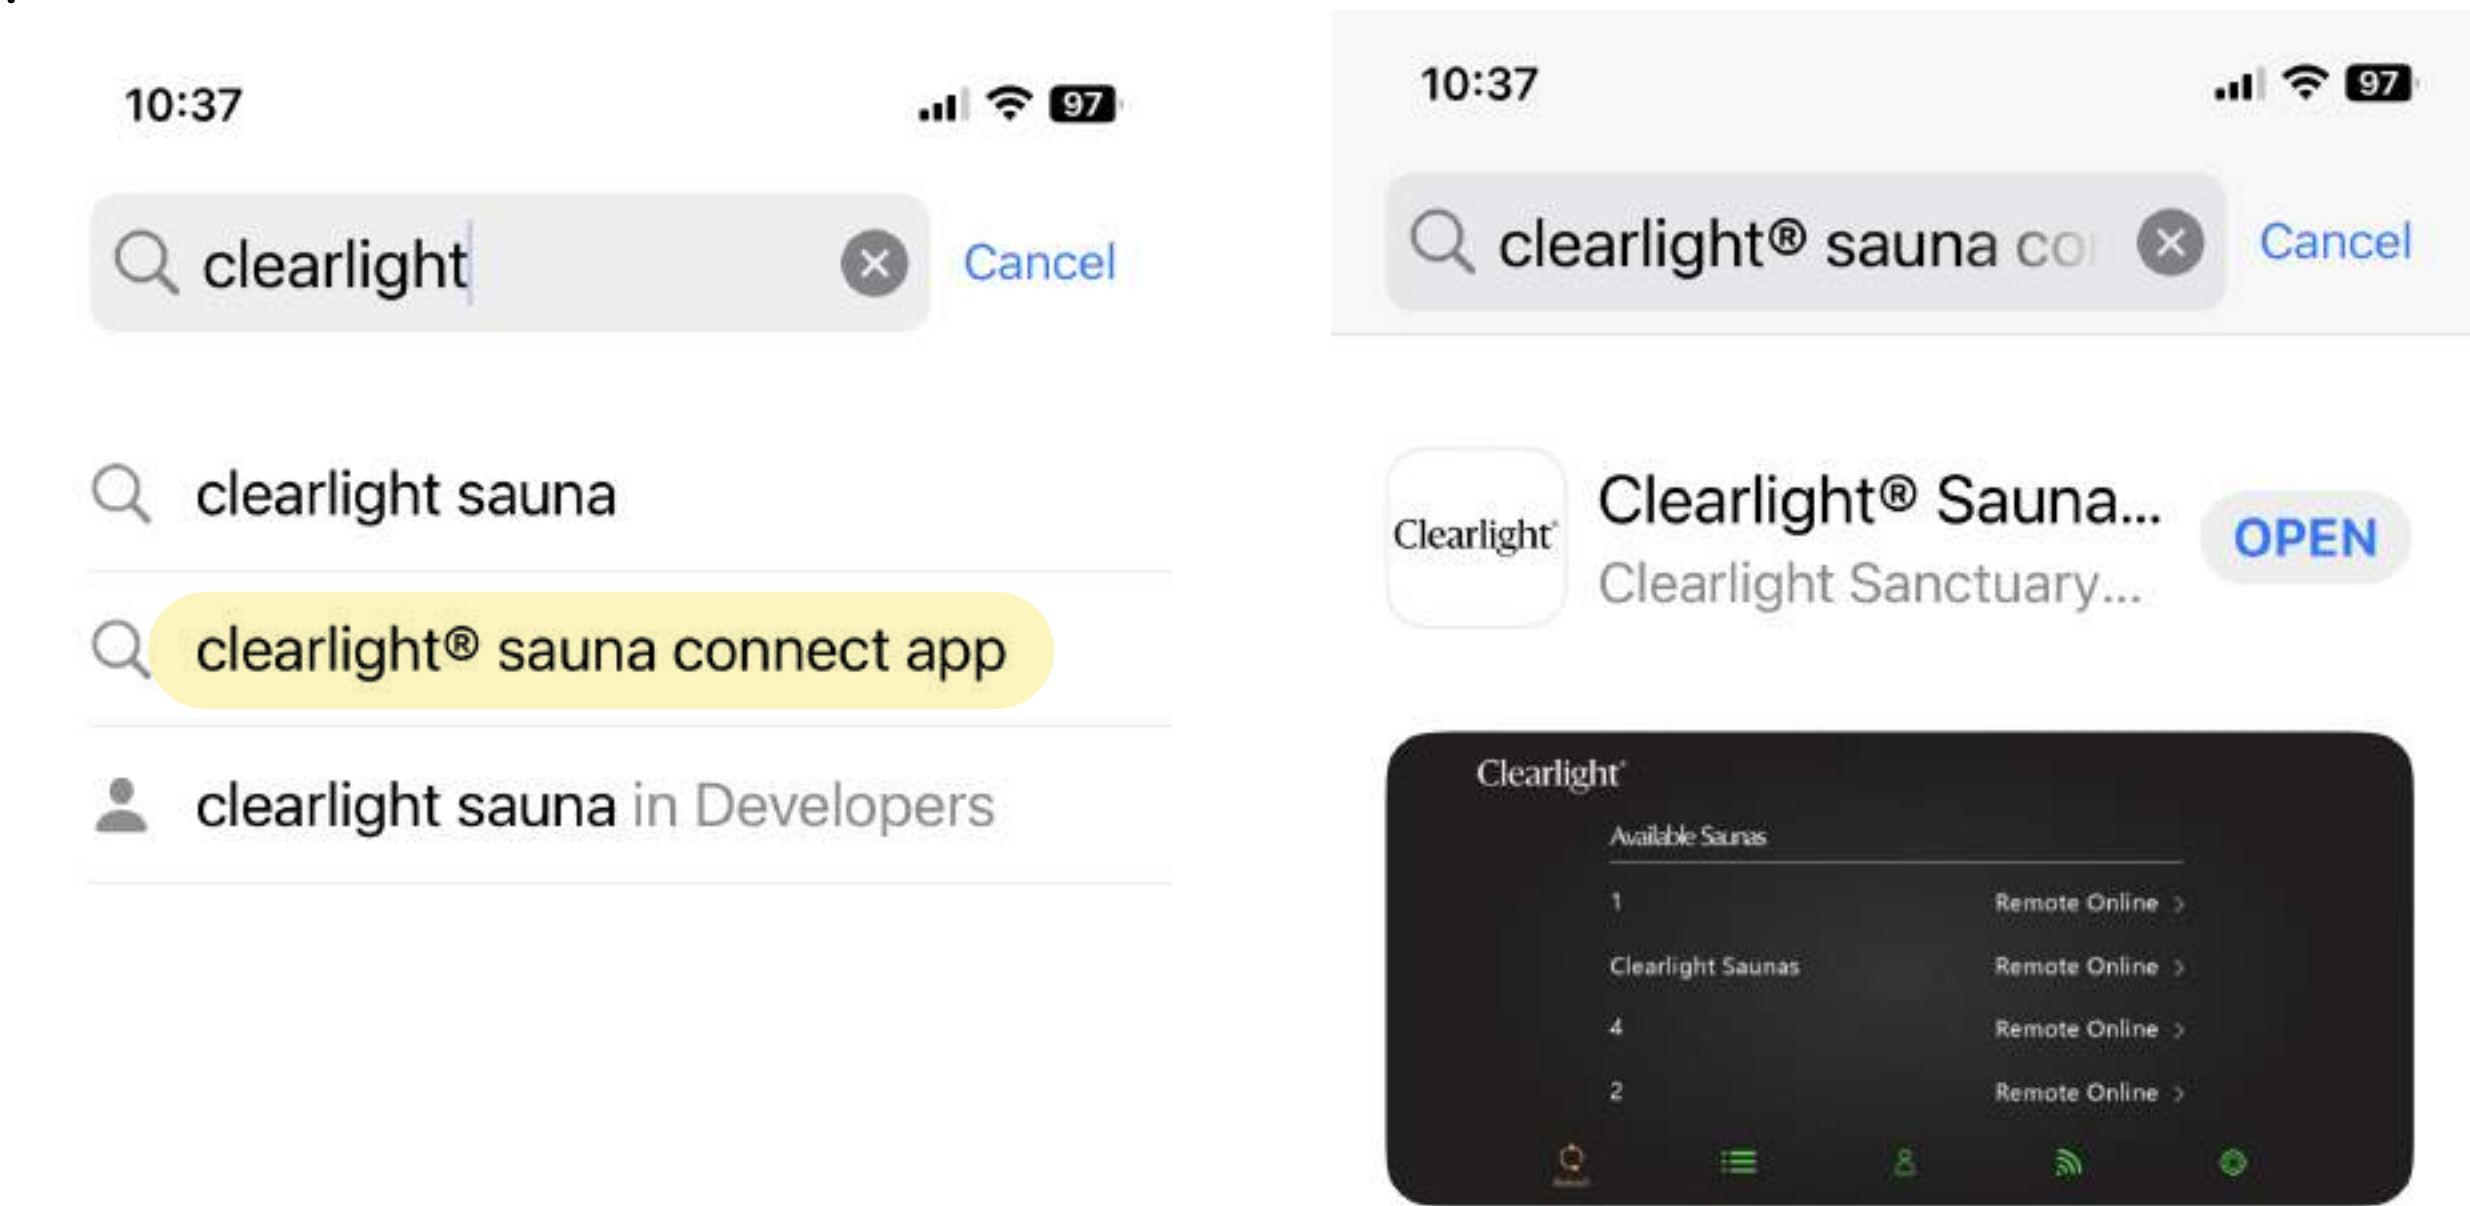 10:37
97
clearlight
Cancel
clearlight sauna
clearlight® sauna connect app
clearlight sauna in Developers
10:37
97
clearlight® sauna co
Cancel
Clearlight®
Clearlight® Sauna...
OPEN
Clearlight Sanctuary...
Clearlight®
Available Saunas
1 Remote Online >
Clearlight Saunas Remote Online >
4 Remote Online >
2 Remote Online >